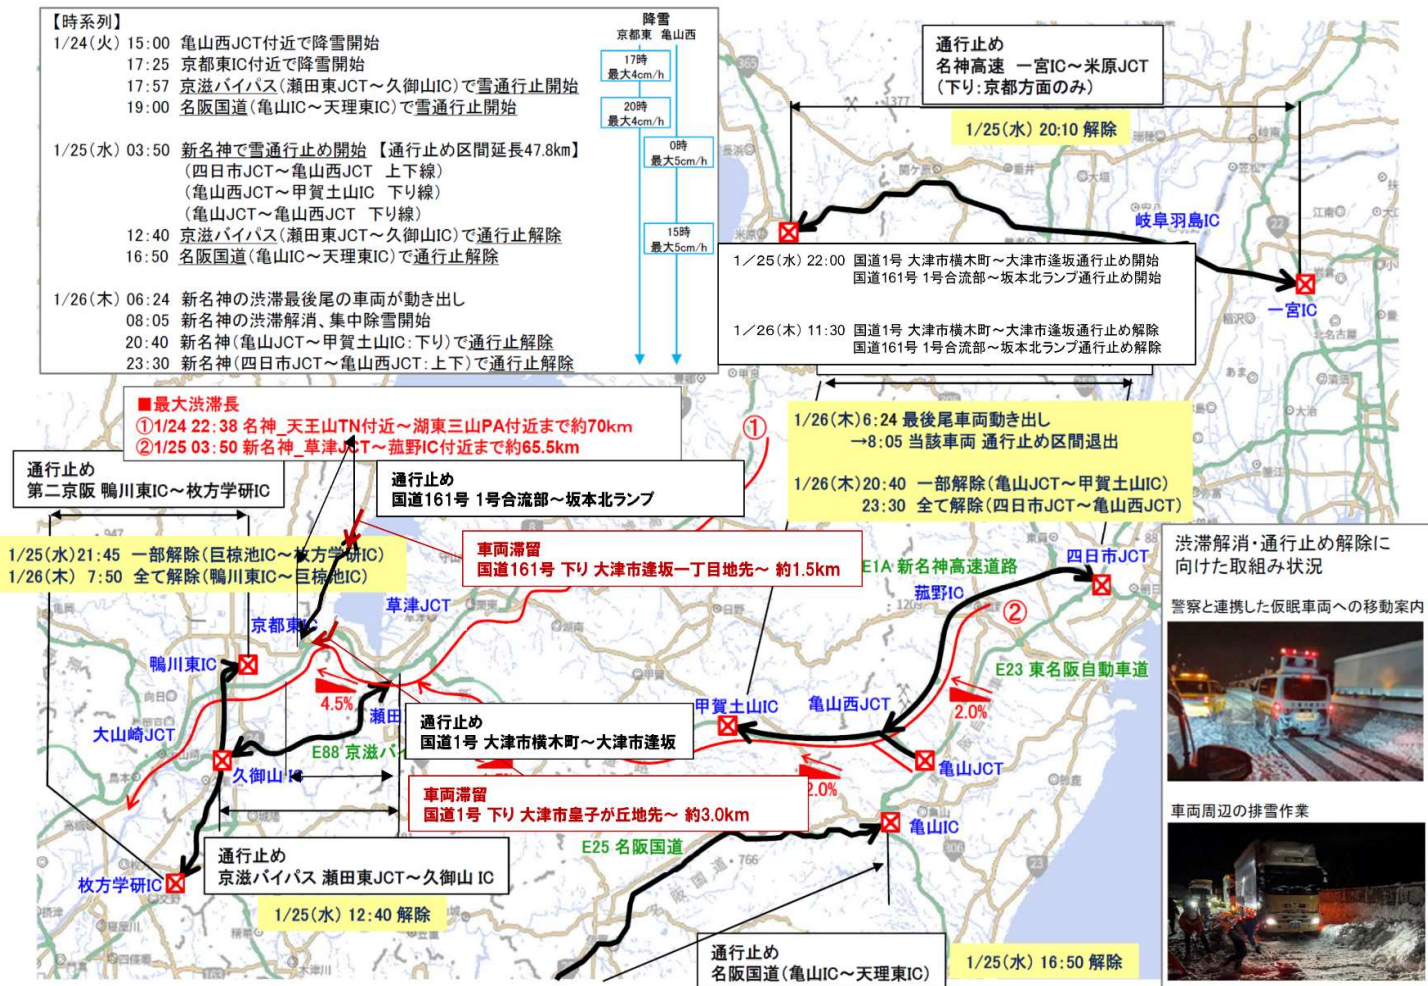 【時系列】
1/24(火) 15:00 亀山西JCT付近で降雪開始
17:25 京都東IC付近で降雪開始
17:57 京滋バイパス(瀬田東JCT～久御山IC)で雪通行止開始
19:00 名阪国道(亀山IC～天理東IC)で雪通行止開始
1/25(水) 03:50 新名神で雪通行止め開始 【通行止め区間延長47.8km】
(四日市JCT～亀山西JCT 上下線)
(亀山西JCT～甲賀土山IC 下り線)
(亀山JCT～亀山西JCT 下り線)
12:40 京滋バイパス(瀬田東JCT～久御山IC)で通行止解除
16:50 名阪国道(亀山IC～天理東IC)で通行止解除
1/26(木) 06:24 新名神の渋滞最後尾の車両が動き出し
08:05 新名神の渋滞解消、集中除雪開始
20:40 新名神(亀山JCT～甲賀土山IC:下り)で通行止解除
23:30 新名神(四日市JCT～亀山西JCT:上下)で通行止解除
降雪
京都東 亀山西
17時
最大4cm/h
20時
最大4cm/h
0時
最大5cm/h
15時
最大5cm/h
通行止め
名神高速 一宮IC～米原JCT
(下り:京都方面のみ)
1/25(水) 20:10 解除
岐阜羽島IC
一宮IC
1／25(水) 22:00 国道1号 大津市横木町～大津市逢坂通行止め開始
国道161号 1号合流部～坂本北ランプ通行止め開始
1／26(木) 11:30 国道1号 大津市横木町～大津市逢坂通行止め解除
国道161号 1号合流部～坂本北ランプ通行止め解除
■最大渋滞長
①1/24 22:38 名神_天王山TN付近～湖東三山PA付近まで約70km
②1/25 03:50 新名神_草津JCT～菰野IC付近まで約65.5km
①
1/26(木)6:24 最後尾車両動き出し
→8:05 当該車両 通行止め区間退出
1/26(木)20:40 一部解除(亀山JCT～甲賀土山IC)
23:30 全て解除(四日市JCT～亀山西JCT)
通行止め
第二京阪 鴨川東IC～枚方学研IC
通行止め
国道161号 1号合流部～坂本北ランプ
1/25(水)21:45 一部解除(巨椋池IC～枚方学研IC)
1/26(木) 7:50 全て解除(鴨川東IC～巨椋池IC)
車両滞留
国道161号 下り 大津市逢坂一丁目地先～ 約1.5km
E1A 新名神高速道路
四日市JCT
菰野IC
②
草津JCT
京都東IC
鴨川東IC
E23 東名阪自動車道
4.5%
瀬田
大山崎JCT
E88 京滋バイ
久御山 IC
通行止め
国道1号 大津市横木町～大津市逢坂
甲賀土山IC
亀山西JCT
2.0%
亀山JCT
2.0%
車両滞留
国道1号 下り 大津市皇子が丘地先～ 約3.0km
亀山IC
E25 名阪国道
枚方学研IC
通行止め
京滋バイパス 瀬田東JCT～久御山 IC
1/25(水) 12:40 解除
通行止め
名阪国道(亀山IC～天理東IC)
1/25(水) 16:50 解除
渋滞解消・通行止め解除に
向けた取組み状況
警察と連携した仮眠車両への移動案内
車両周辺の排雪作業